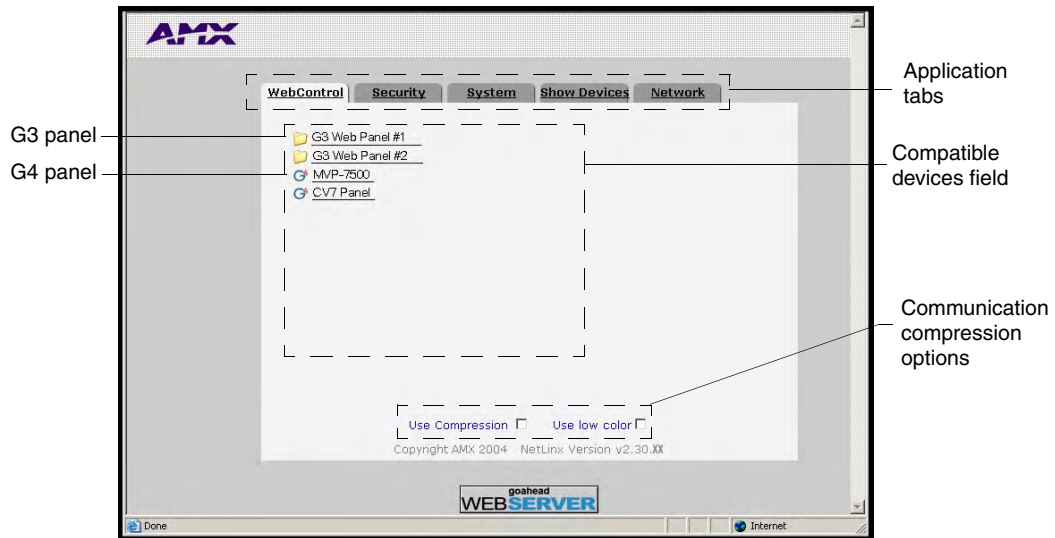 AMX
Application
tabs
WebControl Security System Show Devices Network
G3 panel
G3 Web Panel #1
G3 Web Panel #2
G4 panel
MVP-7500
CV7 Panel
Compatible
devices field
Communication
compression
options
Use Compression Use low color
Copyright AMX 2004 NetLinx Version v2.30.XX
goahead
WEBSERVER
Done Internet